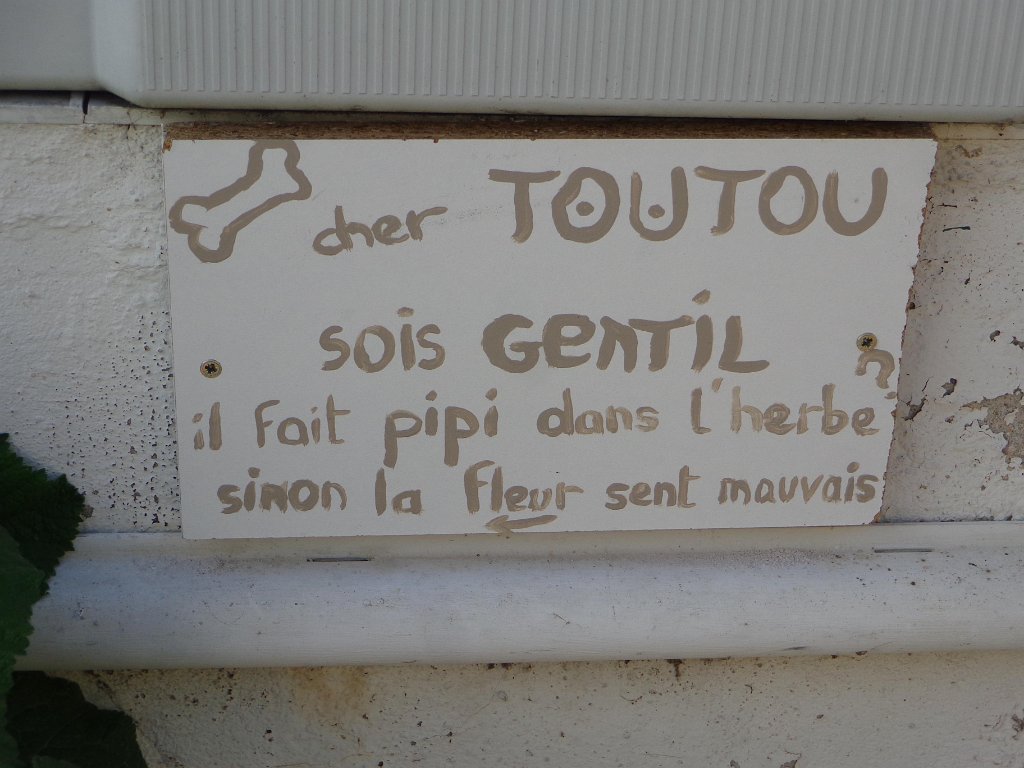 cher TOUTOU
sois GENTIL
il fait pipi dans l'herbe ?
sinon la fleur sent mauvais